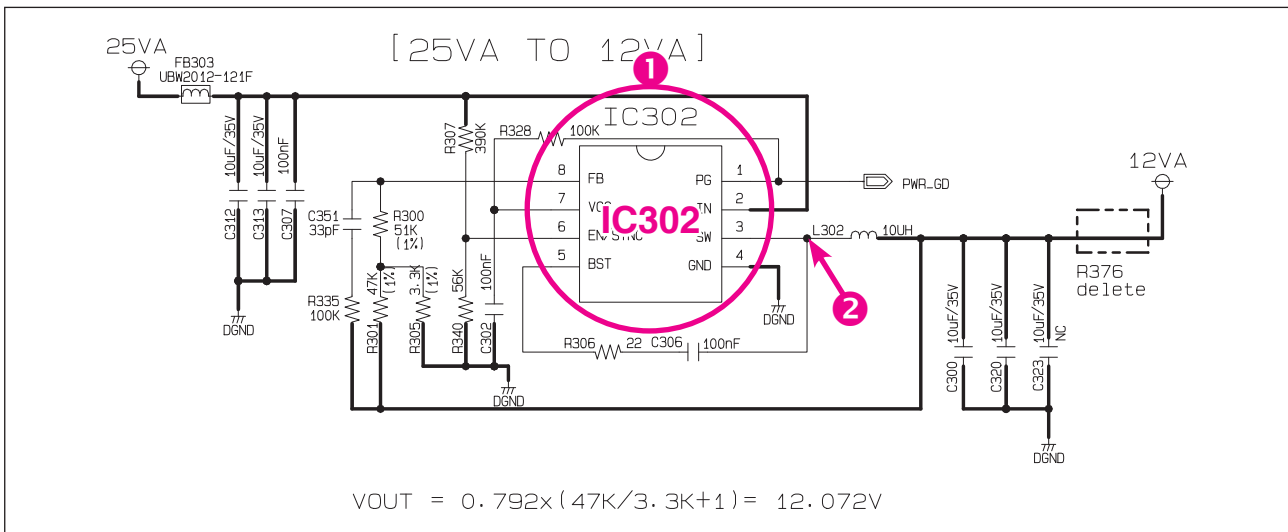 [25VA TO 12VA]
25VA
FB303
UBW2012-121F
1
IC302
R328 100K
R307 390K
C312 10uF/35V
C313 10uF/35V
C307 100nF
DGND
8 FB
7 VCC
6 EN/SYNC
5 BST
PG 1
IN 2
SW 3
GND 4
IC302
PWR_GD
12VA
L302 10UH
2
R376
delete
C351
33pF
R300
51K
(1%)
R335
100K
R301 47K (1%)
R305 3.3K (1%)
R340 56K
C302 100nF
R306 22
C306 100nF
DGND
DGND
C300 10uF/35V
C320 10uF/35V
C323 10uF/35V NC
DGND
VOUT = 0.792x(47K/3.3K+1)= 12.072V